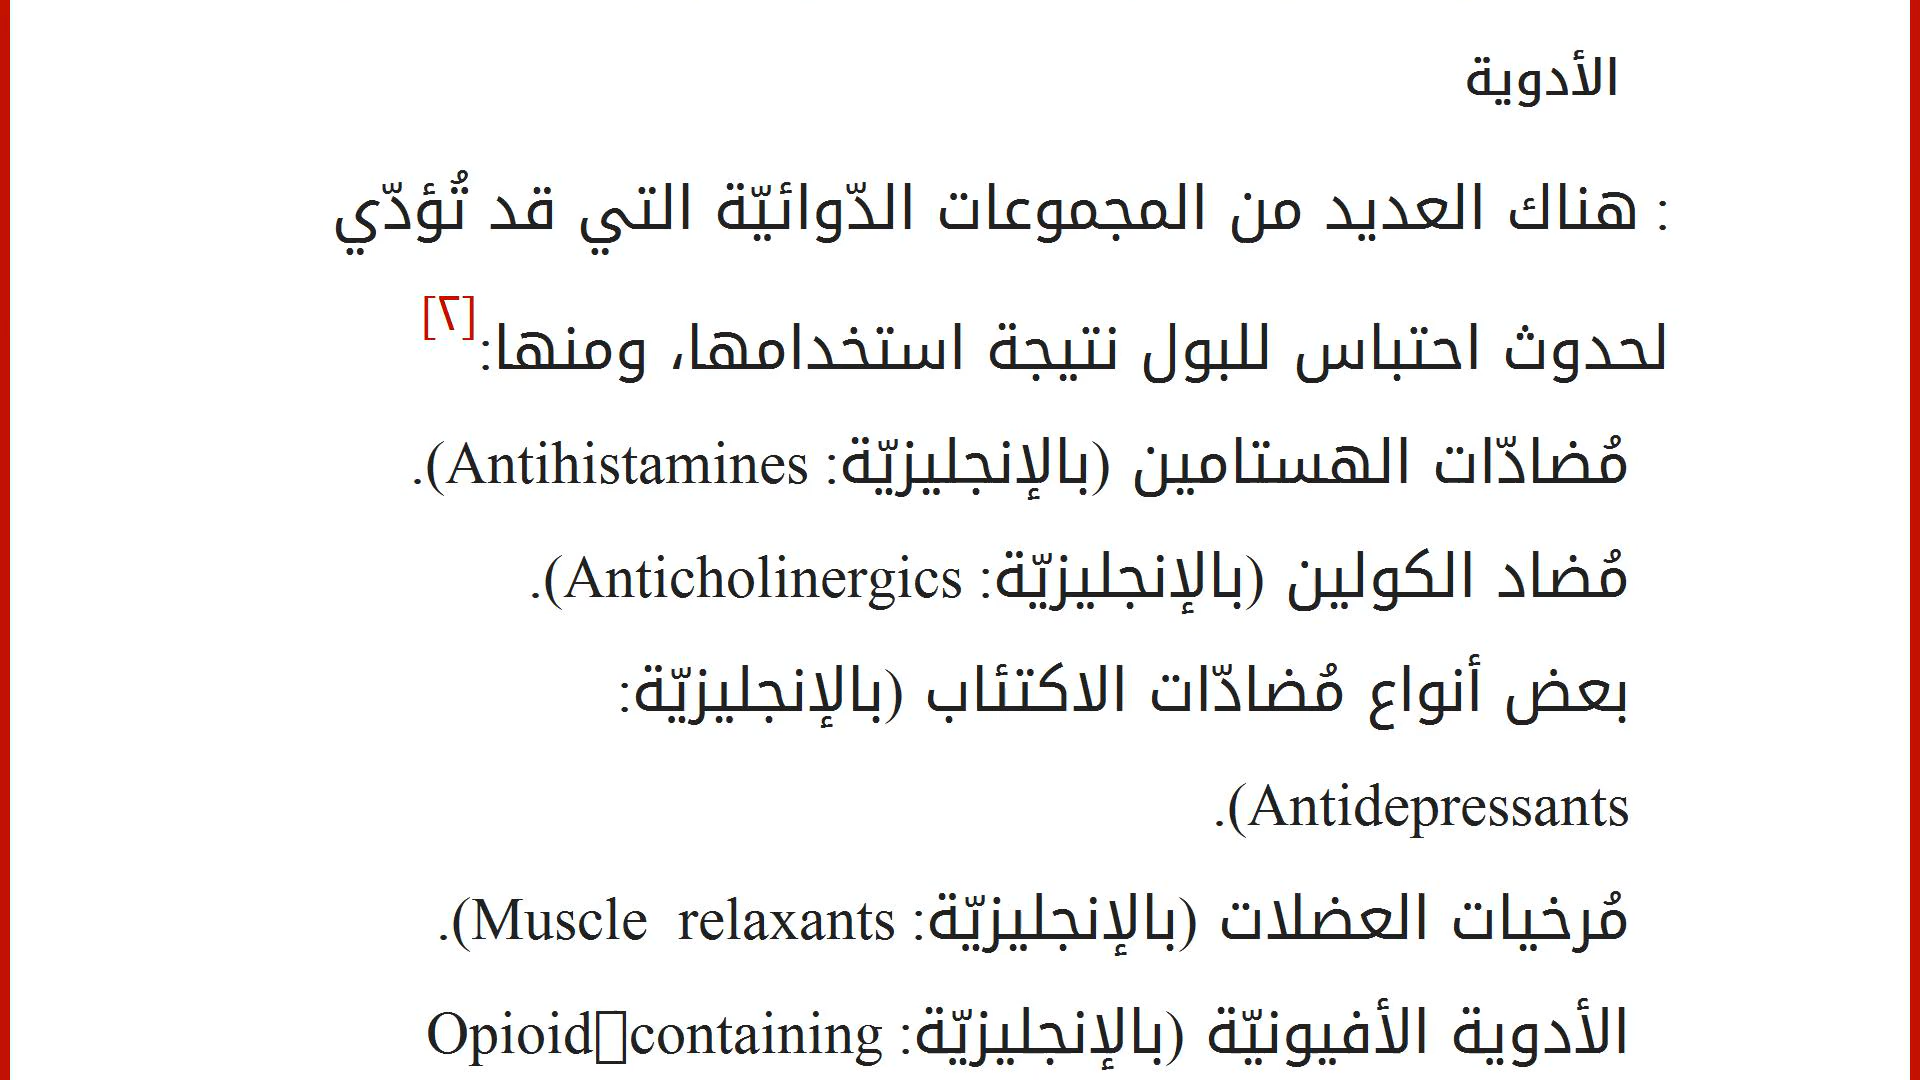 الأدوية
: هناك العديد من المجموعات الدّوائيّة التي قد تُؤدّي
لحدوث احتباس للبول نتيجة استخدامها، ومنها:[٢]
مُضادّات الهستامين (بالإنجليزيّة: Antihistamines).
مُضاد الكولين (بالإنجليزيّة: Anticholinergics).
بعض أنواع مُضادّات الاكتئاب (بالإنجليزيّة:
Antidepressants).
مُرخيات العضلات (بالإنجليزيّة: Muscle relaxants).
الأدوية الأفيونيّة (بالإنجليزيّة: Opioid□containing